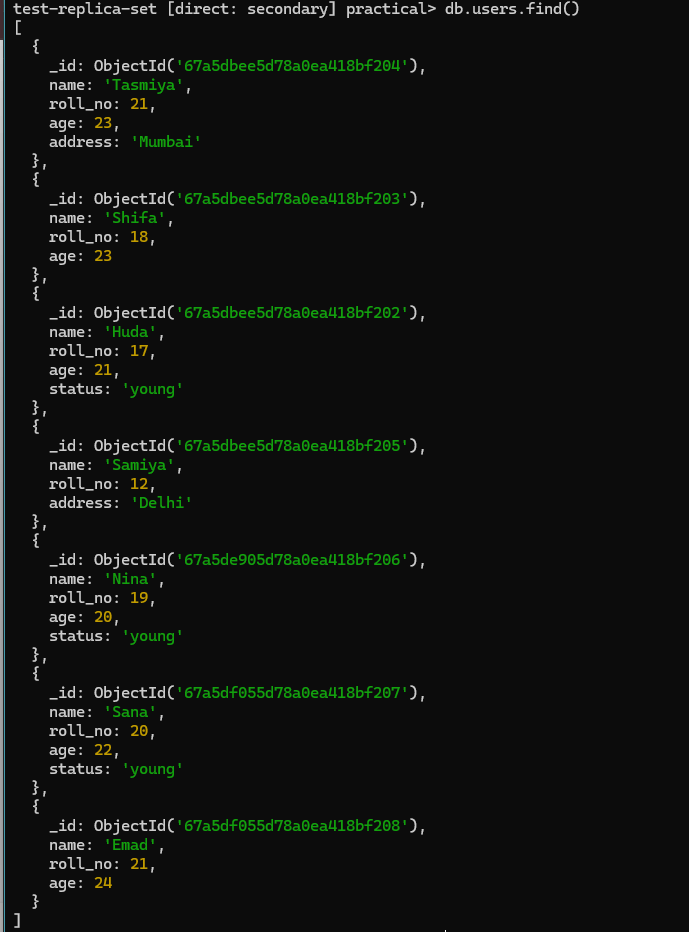 test-replica-set [direct: secondary] practical> db.users.find()
[
  {
    _id: ObjectId('67a5dbee5d78a0ea418bf204'),
    name: 'Tasmiya',
    roll_no: 21,
    age: 23,
    address: 'Mumbai'
  },
  {
    _id: ObjectId('67a5dbee5d78a0ea418bf203'),
    name: 'Shifa',
    roll_no: 18,
    age: 23
  },
  {
    _id: ObjectId('67a5dbee5d78a0ea418bf202'),
    name: 'Huda',
    roll_no: 17,
    age: 21,
    status: 'young'
  },
  {
    _id: ObjectId('67a5dbee5d78a0ea418bf205'),
    name: 'Samiya',
    roll_no: 12,
    address: 'Delhi'
  },
  {
    _id: ObjectId('67a5de905d78a0ea418bf206'),
    name: 'Nina',
    roll_no: 19,
    age: 20,
    status: 'young'
  },
  {
    _id: ObjectId('67a5df055d78a0ea418bf207'),
    name: 'Sana',
    roll_no: 20,
    age: 22,
    status: 'young'
  },
  {
    _id: ObjectId('67a5df055d78a0ea418bf208'),
    name: 'Emad',
    roll_no: 21,
    age: 24
  }
]